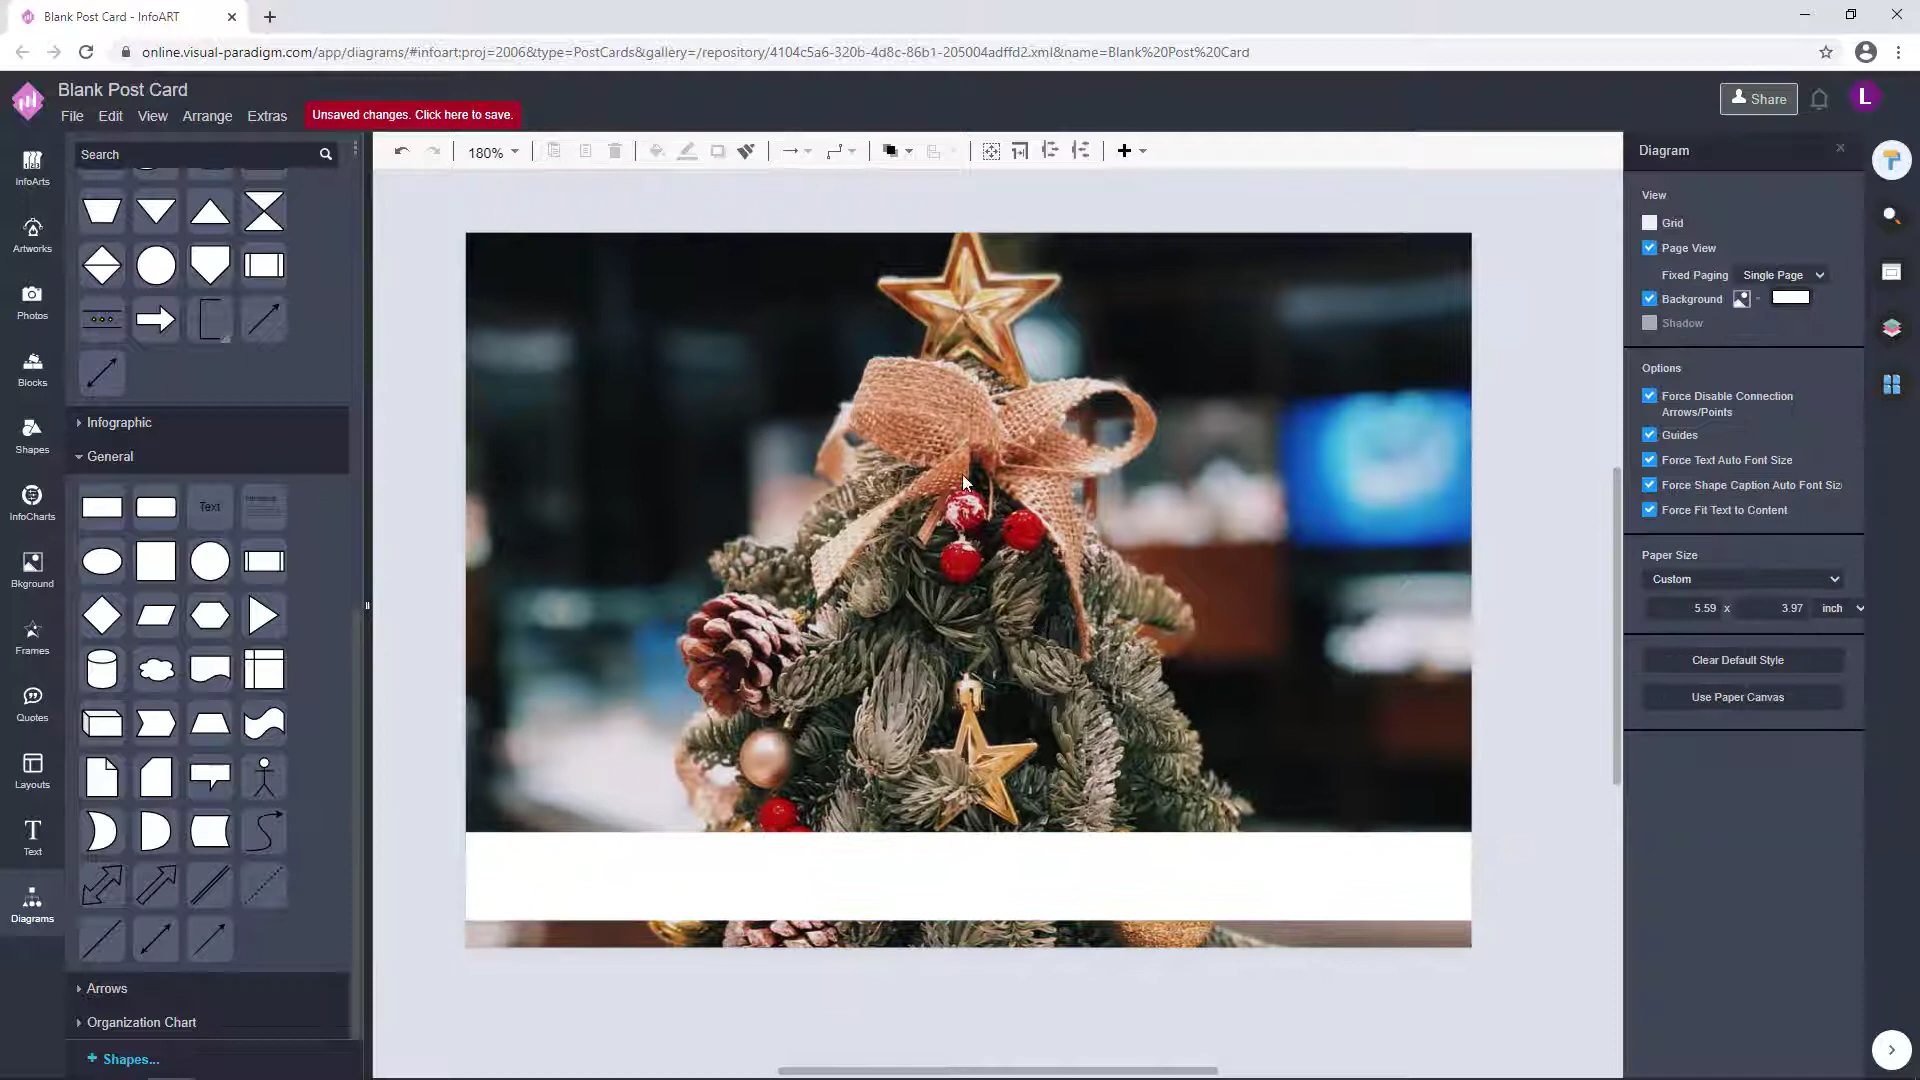 Blank Post Card - InfoART
online.visual-paradigm.com/app/diagrams/#infoart:proj=2006&type=PostCards&gallery=/repository/4104c5a6-320b-4d8c-86b1-205004adffd2.xml&name=Blank%20Post%20Card
Blank Post Card
File Edit View Arrange Extras
Unsaved changes. Click here to save.
Share
L
InfoArts
Artworks
Photos
Blocks
Shapes
InfoCharts
Bkground
Frames
Quotes
Layouts
Text
Diagrams
Search
Infographic
General
Text
Arrows
Organization Chart
+ Shapes...
180%
Diagram
View
Grid
Page View
Fixed Paging Single Page
Background
Shadow
Options
Force Disable Connection
Arrows/Points
Guides
Force Text Auto Font Size
Force Shape Caption Auto Font Siz
Force Fit Text to Content
Paper Size
Custom
5.59 x 3.97 inch
Clear Default Style
Use Paper Canvas